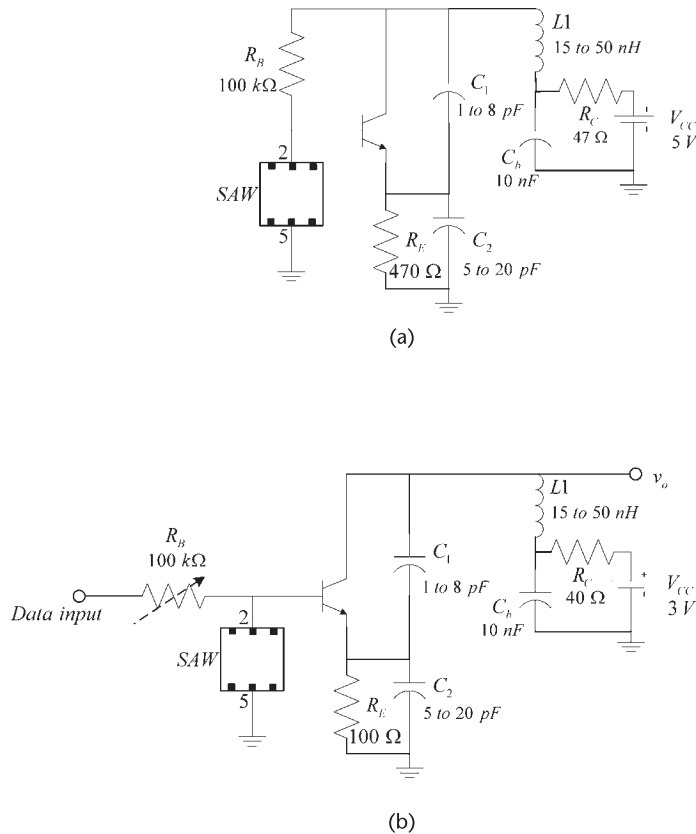 R_B
100 kΩ
2
SAW
5
C_1
1 to 8 pF
R_E
470 Ω
C_2
5 to 20 pF
L1
15 to 50 nH
R_C
47 Ω
C_b
10 nF
V_CC
5 V
(a)
Data input
R_B
100 kΩ
2
SAW
5
C_1
1 to 8 pF
R_E
100 Ω
C_2
5 to 20 pF
v_o
L1
15 to 50 nH
R_C
40 Ω
C_b
10 nF
V_CC
3 V
(b)